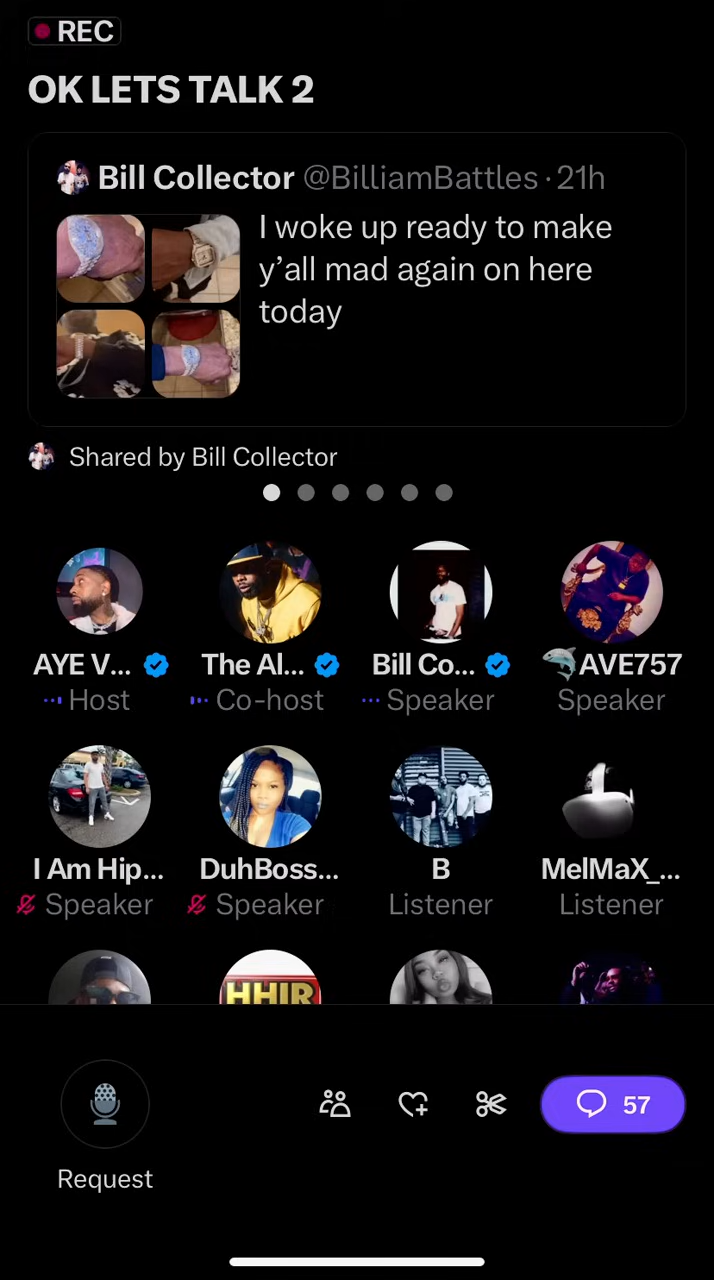 REC
OK LETS TALK 2
Bill Collector @BilliamBattles · 21h
I woke up ready to make
y’all mad again on here
today
Shared by Bill Collector
AYE V... The Al... Bill Co... 🐬AVE757
Host Co-host Speaker Speaker
I Am Hip... DuhBoss... B MelMaX_...
Speaker Speaker Listener Listener
HHIR
57
Request